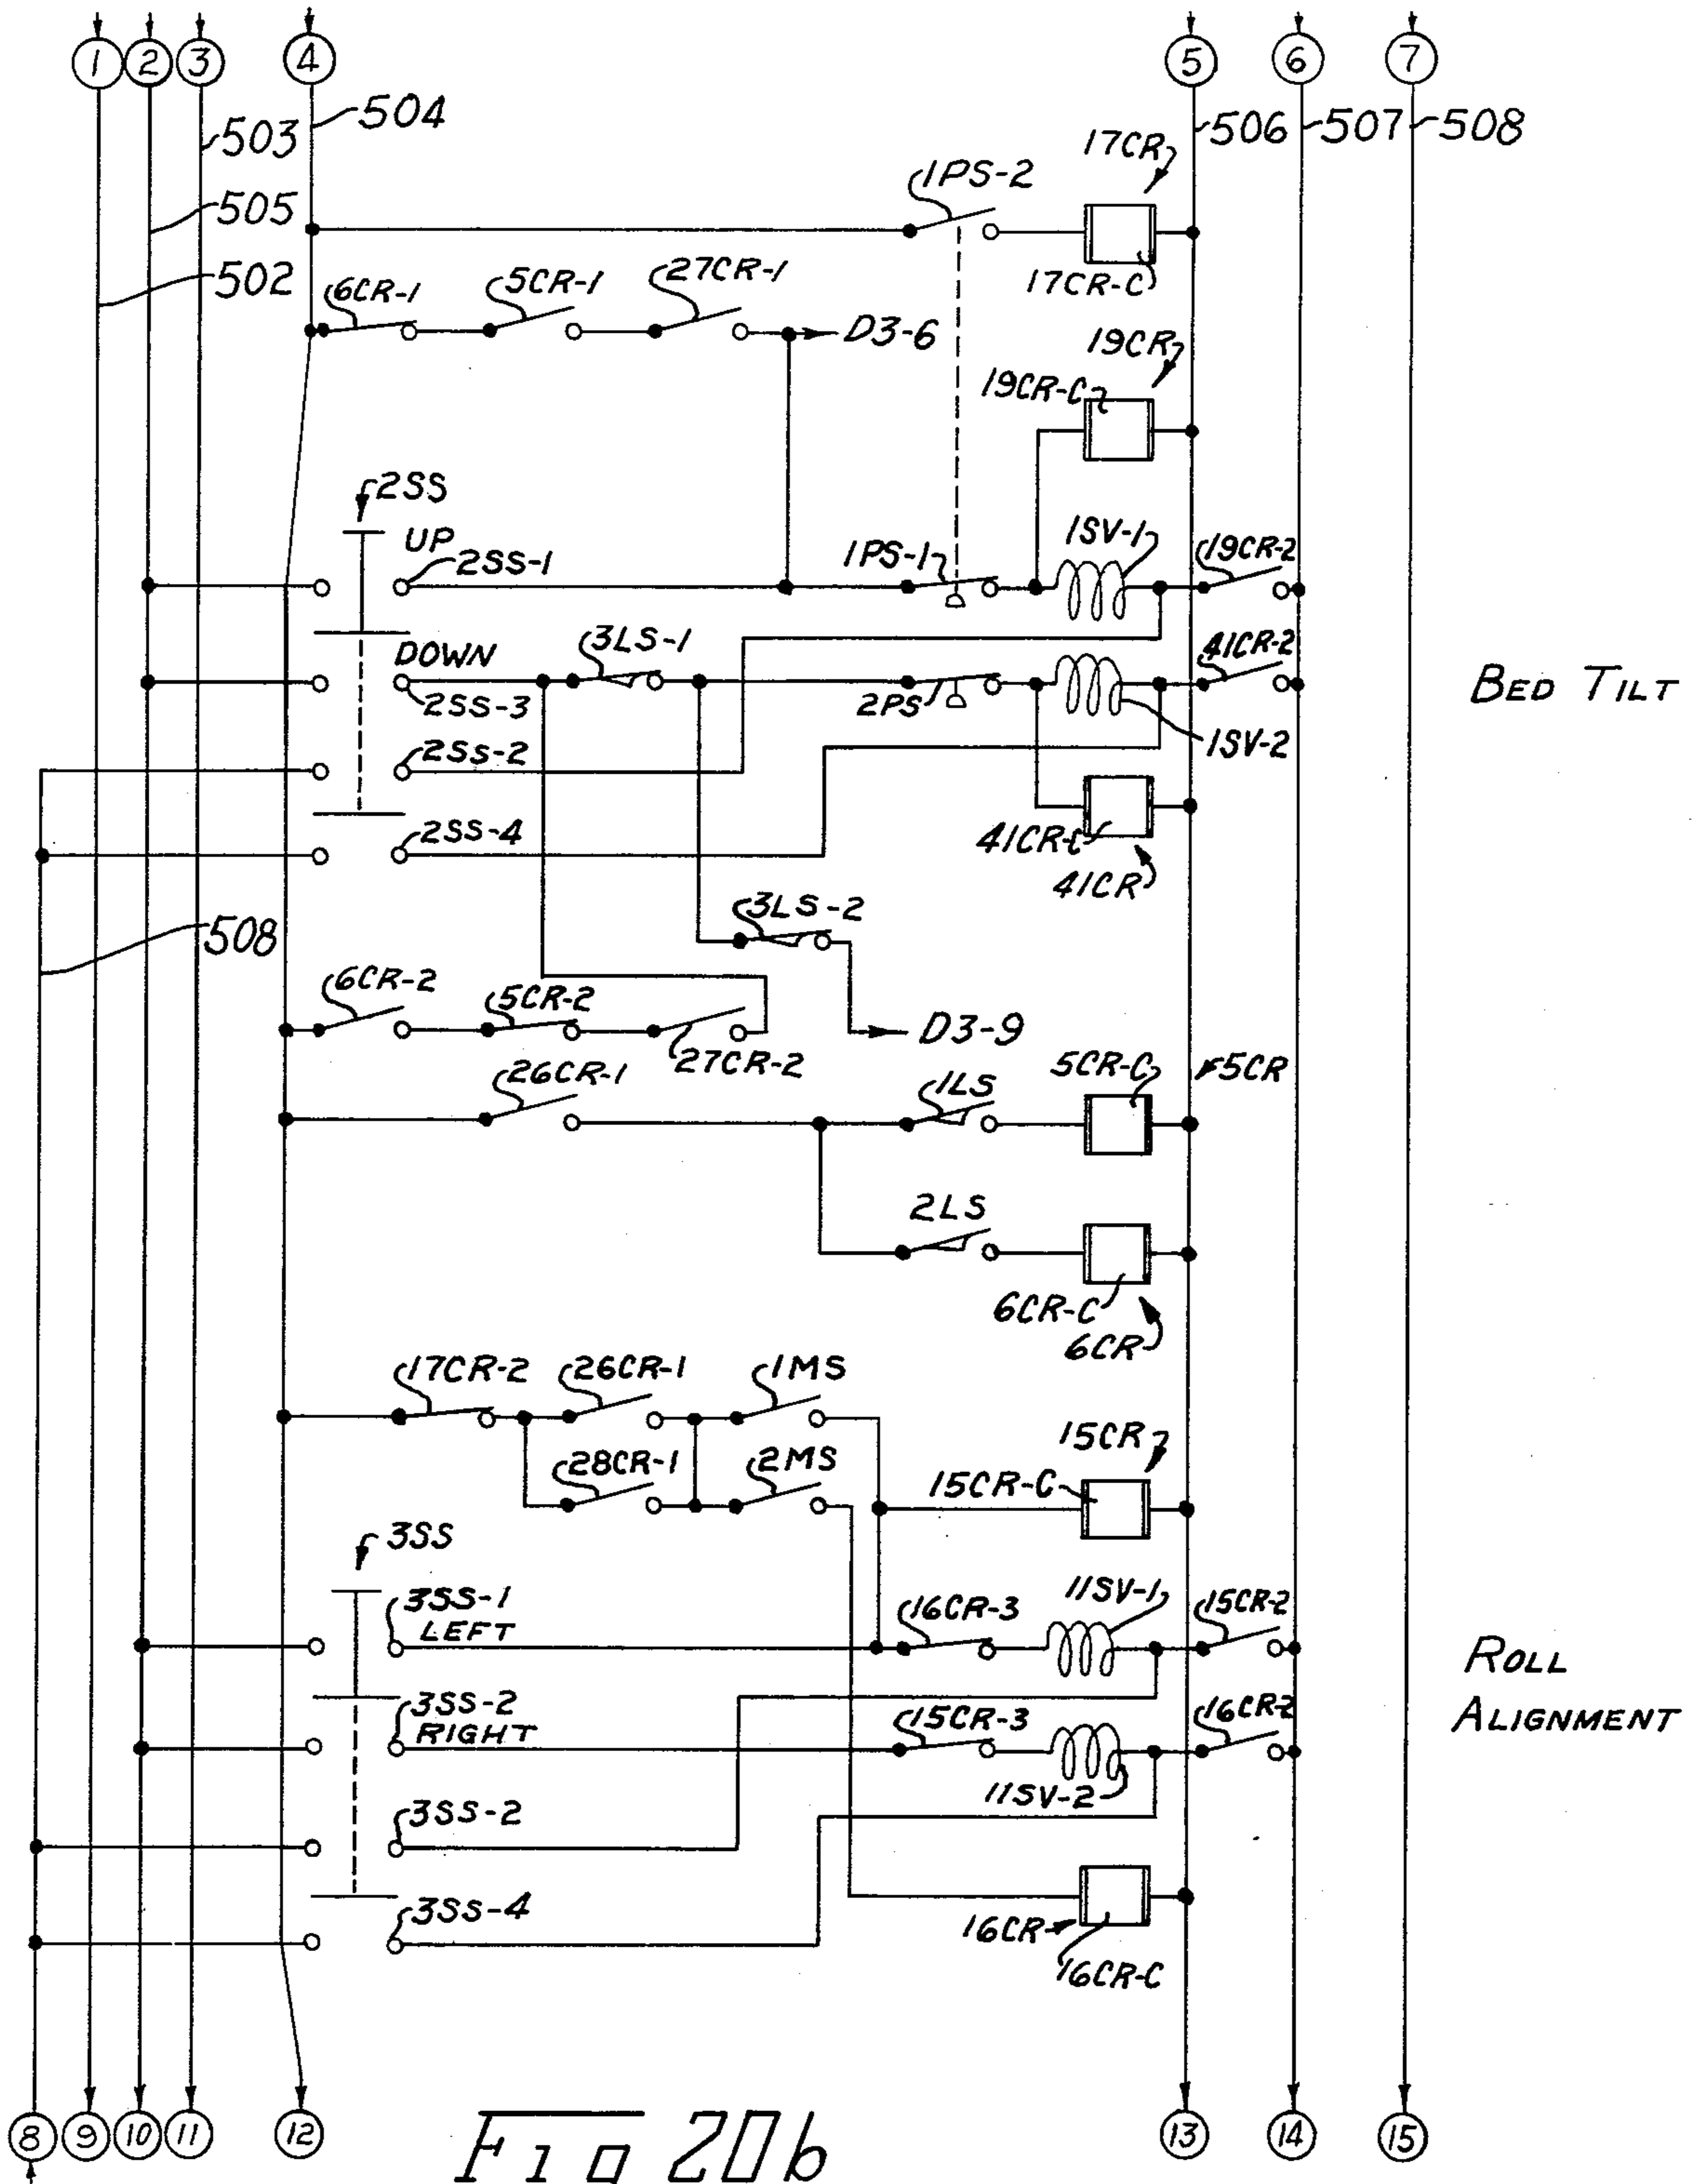 1 2 3 4 5 6 7
504
506 507 508
503
17CR
1PS-2
505
502
17CR-C
6CR-1 5CR-1 27CR-1
D3-6
19CR
19CR-C
2SS
UP
2SS-1
1PS-1
1SV-1
19CR-2
DOWN
3LS-1
41CR-2
2SS-3
2PS
BED TILT
1SV-2
2SS-2
2SS-4
41CR-C
41CR
3LS-2
508
6CR-2
5CR-2
D3-9
27CR-2
26CR-1
1LS
5CR-C
5CR
2LS
6CR-C
6CR
17CR-2 26CR-1 1MS
28CR-1 2MS
15CR
15CR-C
3SS
3SS-1
LEFT
16CR-3
11SV-1
15CR-2
ROLL
ALIGNMENT
3SS-2
RIGHT
15CR-3
16CR-2
11SV-2
3SS-2
3SS-4
16CR
16CR-C
8 9 10 11 12 13 14 15
Fig 20b